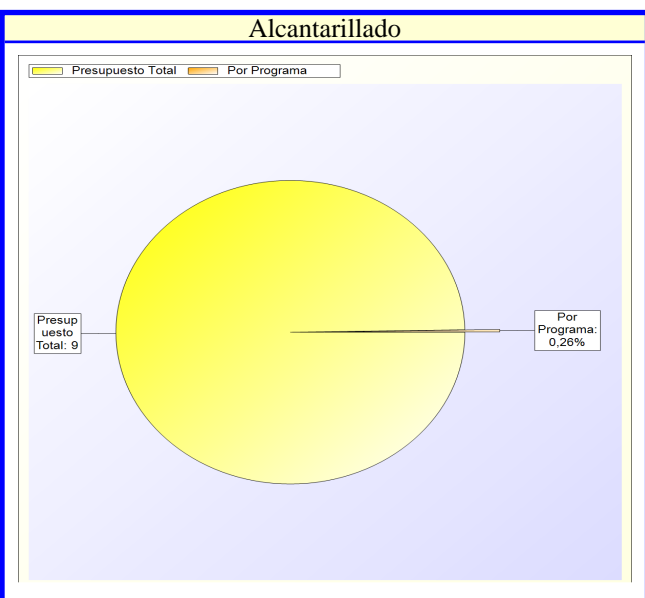 Alcantarillado
Presupuesto Total Por Programa
Presup
uesto
Total: 9
Por
Programa:
0,26%